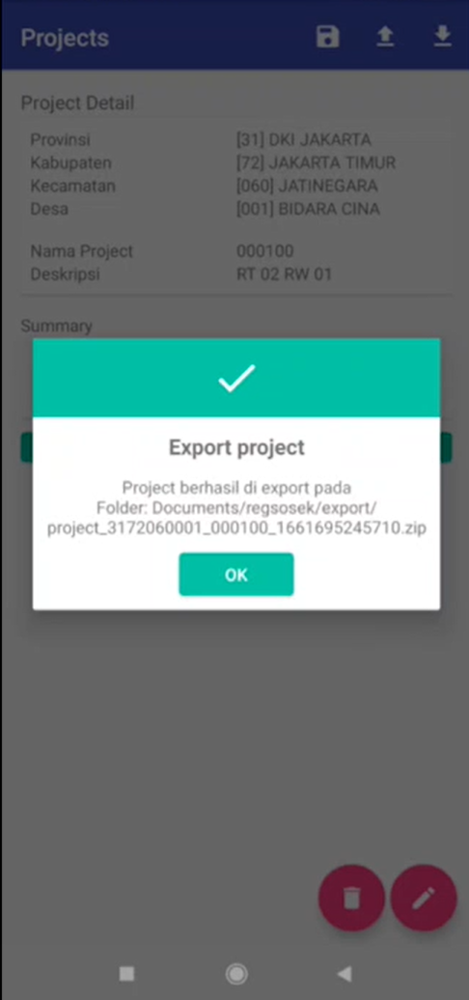 Projects
Project Detail
Provinsi [31] DKI JAKARTA
Kabupaten [72] JAKARTA TIMUR
Kecamatan [060] JATINEGARA
Desa [001] BIDARA CINA
Nama Project 000100
Deskripsi RT 02 RW 01
Summary
Export project
Project berhasil di export pada
Folder: Documents/regsosek/export/
project_3172060001_000100_1661695245710.zip
OK